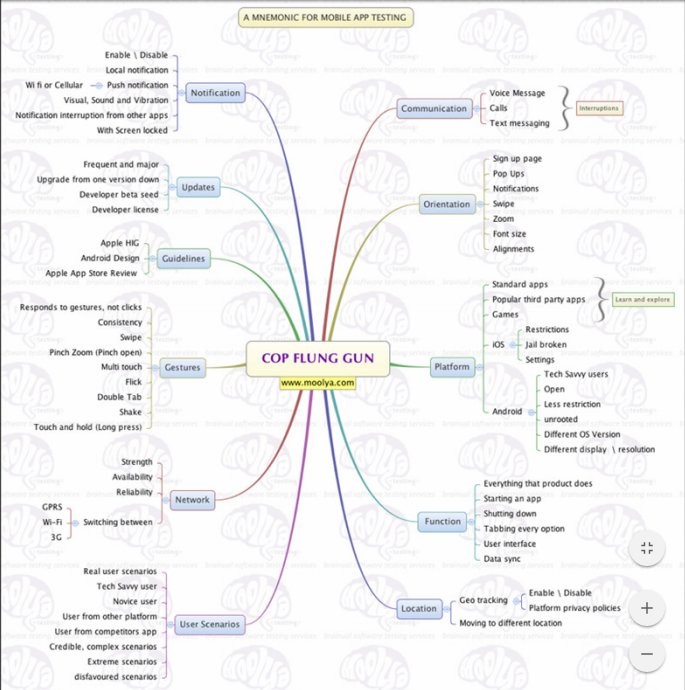 A MNEMONIC FOR MOBILE APP TESTING
Enable \ Disable
Local notification
Wi fi or Cellular
Push notification
Visual, Sound and Vibration
Notification interruption from other apps
With Screen locked
Notification
Frequent and major
Upgrade from one version down
Developer beta seed
Developer license
Updates
Apple HIG
Android Design
Apple App Store Review
Guidelines
Responds to gestures, not clicks
Consistency
Swipe
Pinch Zoom (Pinch open)
Multi touch
Flick
Double Tab
Shake
Touch and hold (Long press)
Gestures
Strength
Availability
Reliability
GPRS
Wi-Fi
3G
Switching between
Network
Real user scenarios
Tech Savvy user
Novice user
User from other platform
User from competitors app
Credible, complex scenarios
Extreme scenarios
disfavoured scenarios
User Scenarios
COP FLUNG GUN
www.moolya.com
Communication
Voice Message
Calls
Text messaging
Interruptions
Orientation
Sign up page
Pop Ups
Notifications
Swipe
Zoom
Font size
Alignments
Platform
Standard apps
Popular third party apps
Games
Learn and explore
iOS
Restrictions
Jail broken
Settings
Android
Tech Savvy users
Open
Less restriction
unrooted
Different OS Version
Different display \ resolution
Function
Everything that product does
Starting an app
Shutting down
Tabbing every option
User interface
Data sync
Location
Geo tracking
Enable \ Disable
Platform privacy policies
Moving to different location